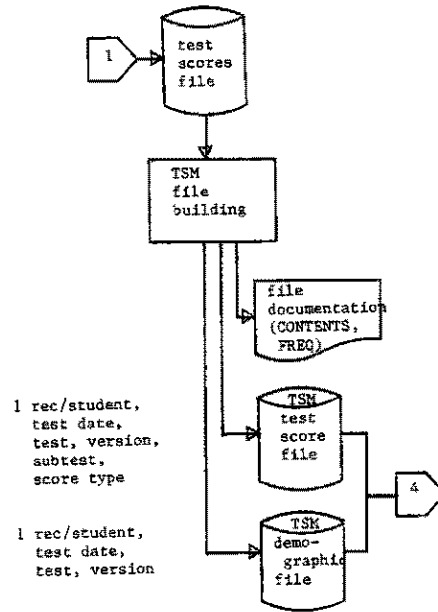 1
test
scores
file
TSM
file
building
file
documentation
(CONTENTS,
FREQ)
1 rec/student,
test date,
test, version,
subtest,
score type
TSM
test
score
file
4
1 rec/student,
test date,
test, version
TSM
demo-
graphic
file